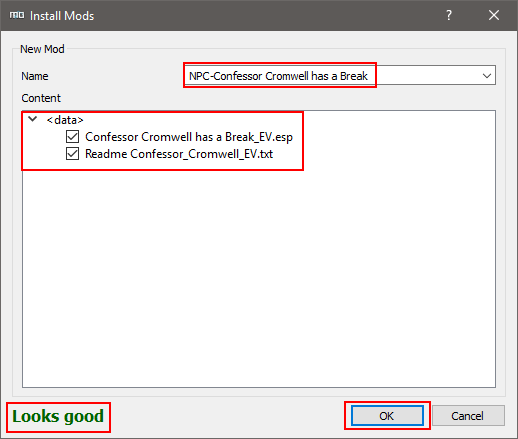 Install Mods
New Mod
Name
NPC-Confessor Cromwell has a Break
Content
<data>
Confessor Cromwell has a Break_EV.esp
Readme Confessor_Cromwell_EV.txt
Looks good
OK
Cancel